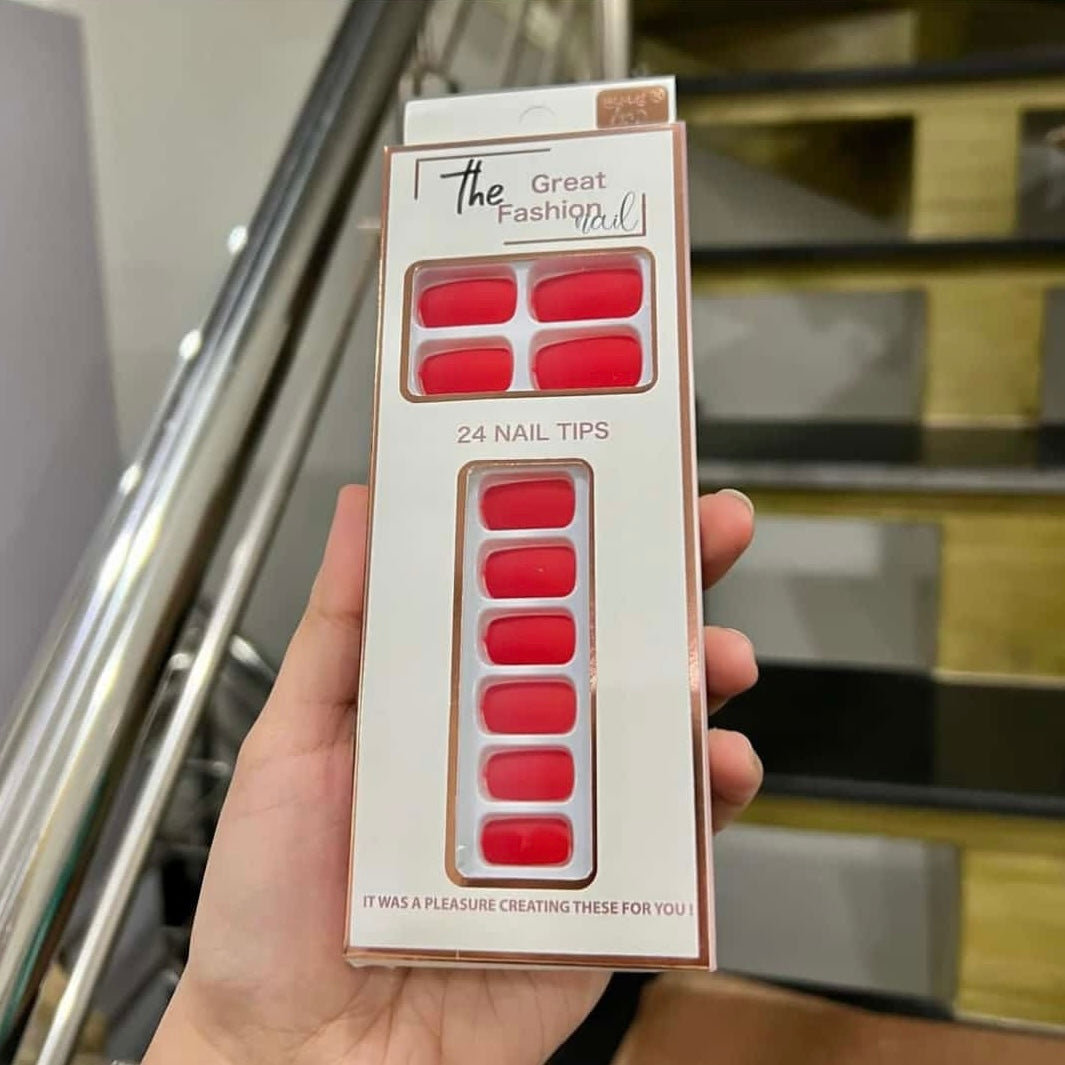 The Great
Fashion nail
24 NAIL TIPS
IT WAS A PLEASURE CREATING THESE FOR YOU !